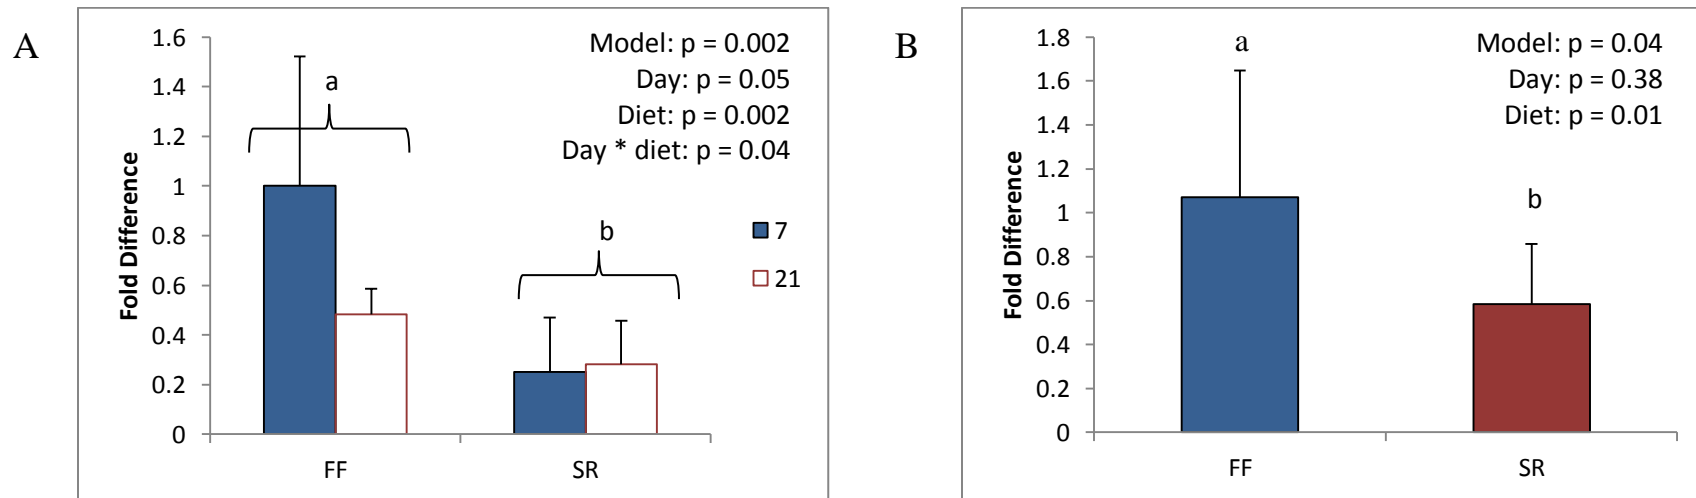 A
Model: p = 0.002
Day: p = 0.05
Diet: p = 0.002
Day * diet: p = 0.04
1.6
1.4
1.2
1
0.8
0.6
0.4
0.2
0
Fold Difference
a
b
7
21
FF
SR
B
Model: p = 0.04
Day: p = 0.38
Diet: p = 0.01
1.8
1.6
1.4
1.2
1
0.8
0.6
0.4
0.2
0
Fold Difference
a
b
FF
SR